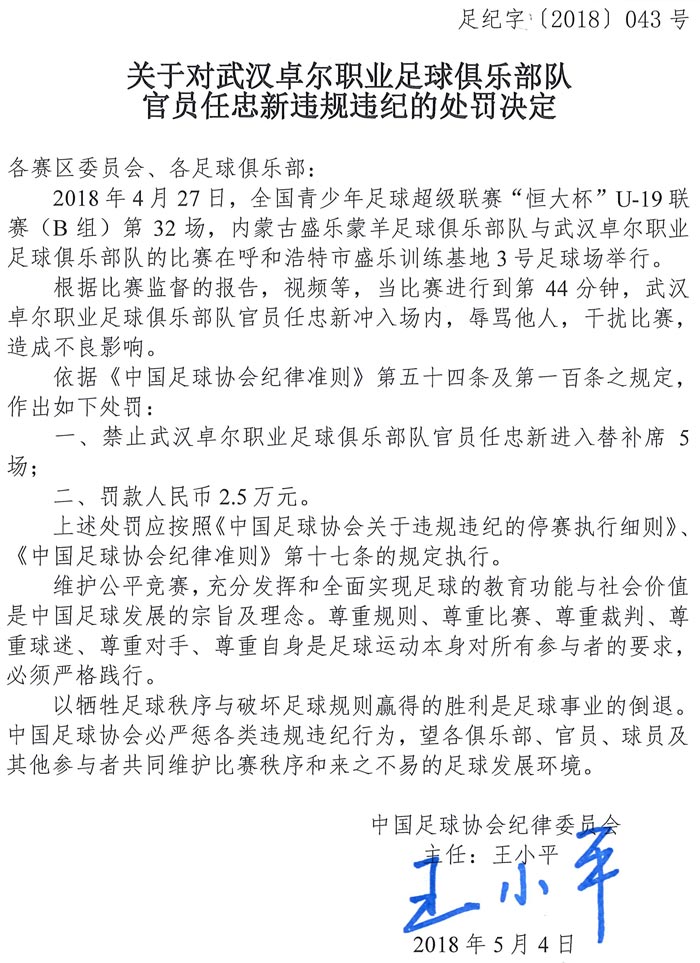 足纪字〔2018〕043 号
关于对武汉卓尔职业足球俱乐部队
官员任忠新违规违纪的处罚决定
各赛区委员会、各足球俱乐部：
2018 年 4 月 27 日，全国青少年足球超级联赛“恒大杯”U-19 联
赛（B 组）第 32 场，内蒙古盛乐蒙羊足球俱乐部队与武汉卓尔职业
足球俱乐部队的比赛在呼和浩特市盛乐训练基地 3 号足球场举行。
根据比赛监督的报告，视频等，当比赛进行到第 44 分钟，武汉
卓尔职业足球俱乐部队官员任忠新冲入场内，辱骂他人，干扰比赛，
造成不良影响。
依据《中国足球协会纪律准则》第五十四条及第一百条之规定，
作出如下处罚：
一、禁止武汉卓尔职业足球俱乐部队官员任忠新进入替补席 5
场；
二、罚款人民币 2.5 万元。
上述处罚应按照《中国足球协会关于违规违纪的停赛执行细则》、
《中国足球协会纪律准则》第十七条的规定执行。
维护公平竞赛，充分发挥和全面实现足球的教育功能与社会价值
是中国足球发展的宗旨及理念。尊重规则、尊重比赛、尊重裁判、尊
重球迷、尊重对手、尊重自身是足球运动本身对所有参与者的要求，
必须严格践行。
以牺牲足球秩序与破坏足球规则赢得的胜利是足球事业的倒退。
中国足球协会必严惩各类违规违纪行为，望各俱乐部、官员、球员及
其他参与者共同维护比赛秩序和来之不易的足球发展环境。
中国足球协会纪律委员会
主任：王小平
王小平
2018 年 5 月 4 日